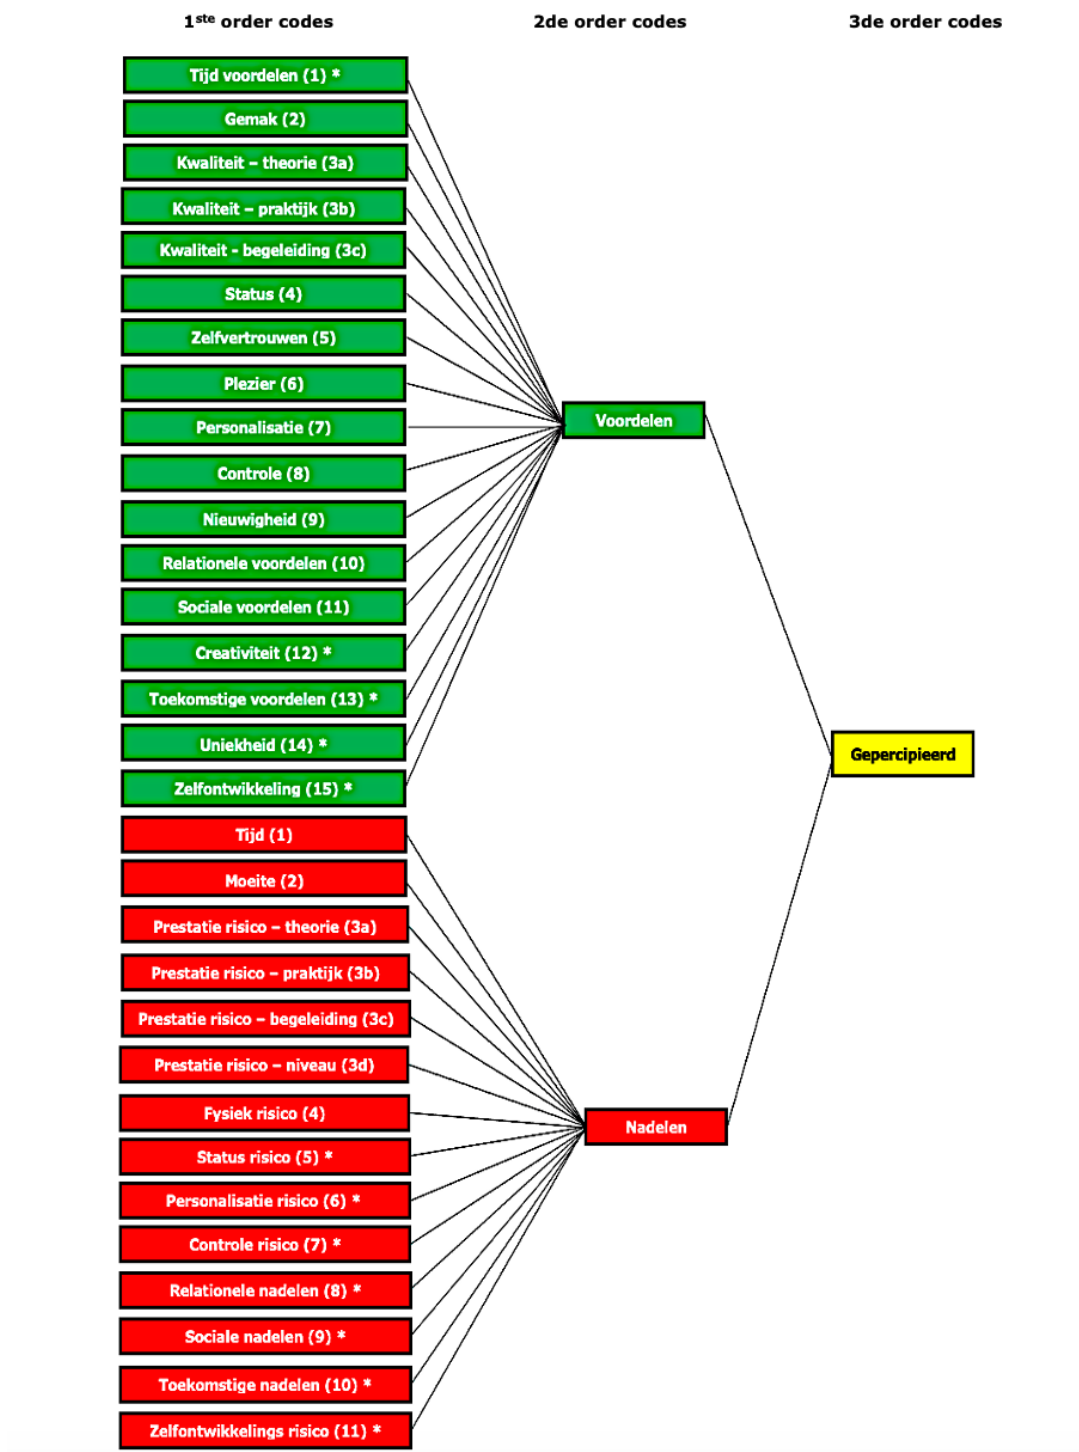 1ste order codes
2de order codes
3de order codes
Tijd voordelen (1) *
Gemak (2)
Kwaliteit – theorie (3a)
Kwaliteit – praktijk (3b)
Kwaliteit - begeleiding (3c)
Status (4)
Zelfvertrouwen (5)
Plezier (6)
Personalisatie (7)
Controle (8)
Nieuwigheid (9)
Relationele voordelen (10)
Sociale voordelen (11)
Creativiteit (12) *
Toekomstige voordelen (13) *
Uniekheid (14) *
Zelfontwikkeling (15) *
Tijd (1)
Moeite (2)
Prestatie risico – theorie (3a)
Prestatie risico – praktijk (3b)
Prestatie risico – begeleiding (3c)
Prestatie risico – niveau (3d)
Fysiek risico (4)
Status risico (5) *
Personalisatie risico (6) *
Controle risico (7) *
Relationele nadelen (8) *
Sociale nadelen (9) *
Toekomstige nadelen (10) *
Zelfontwikkelings risico (11) *
Voordelen
Nadelen
Gepercipieerd